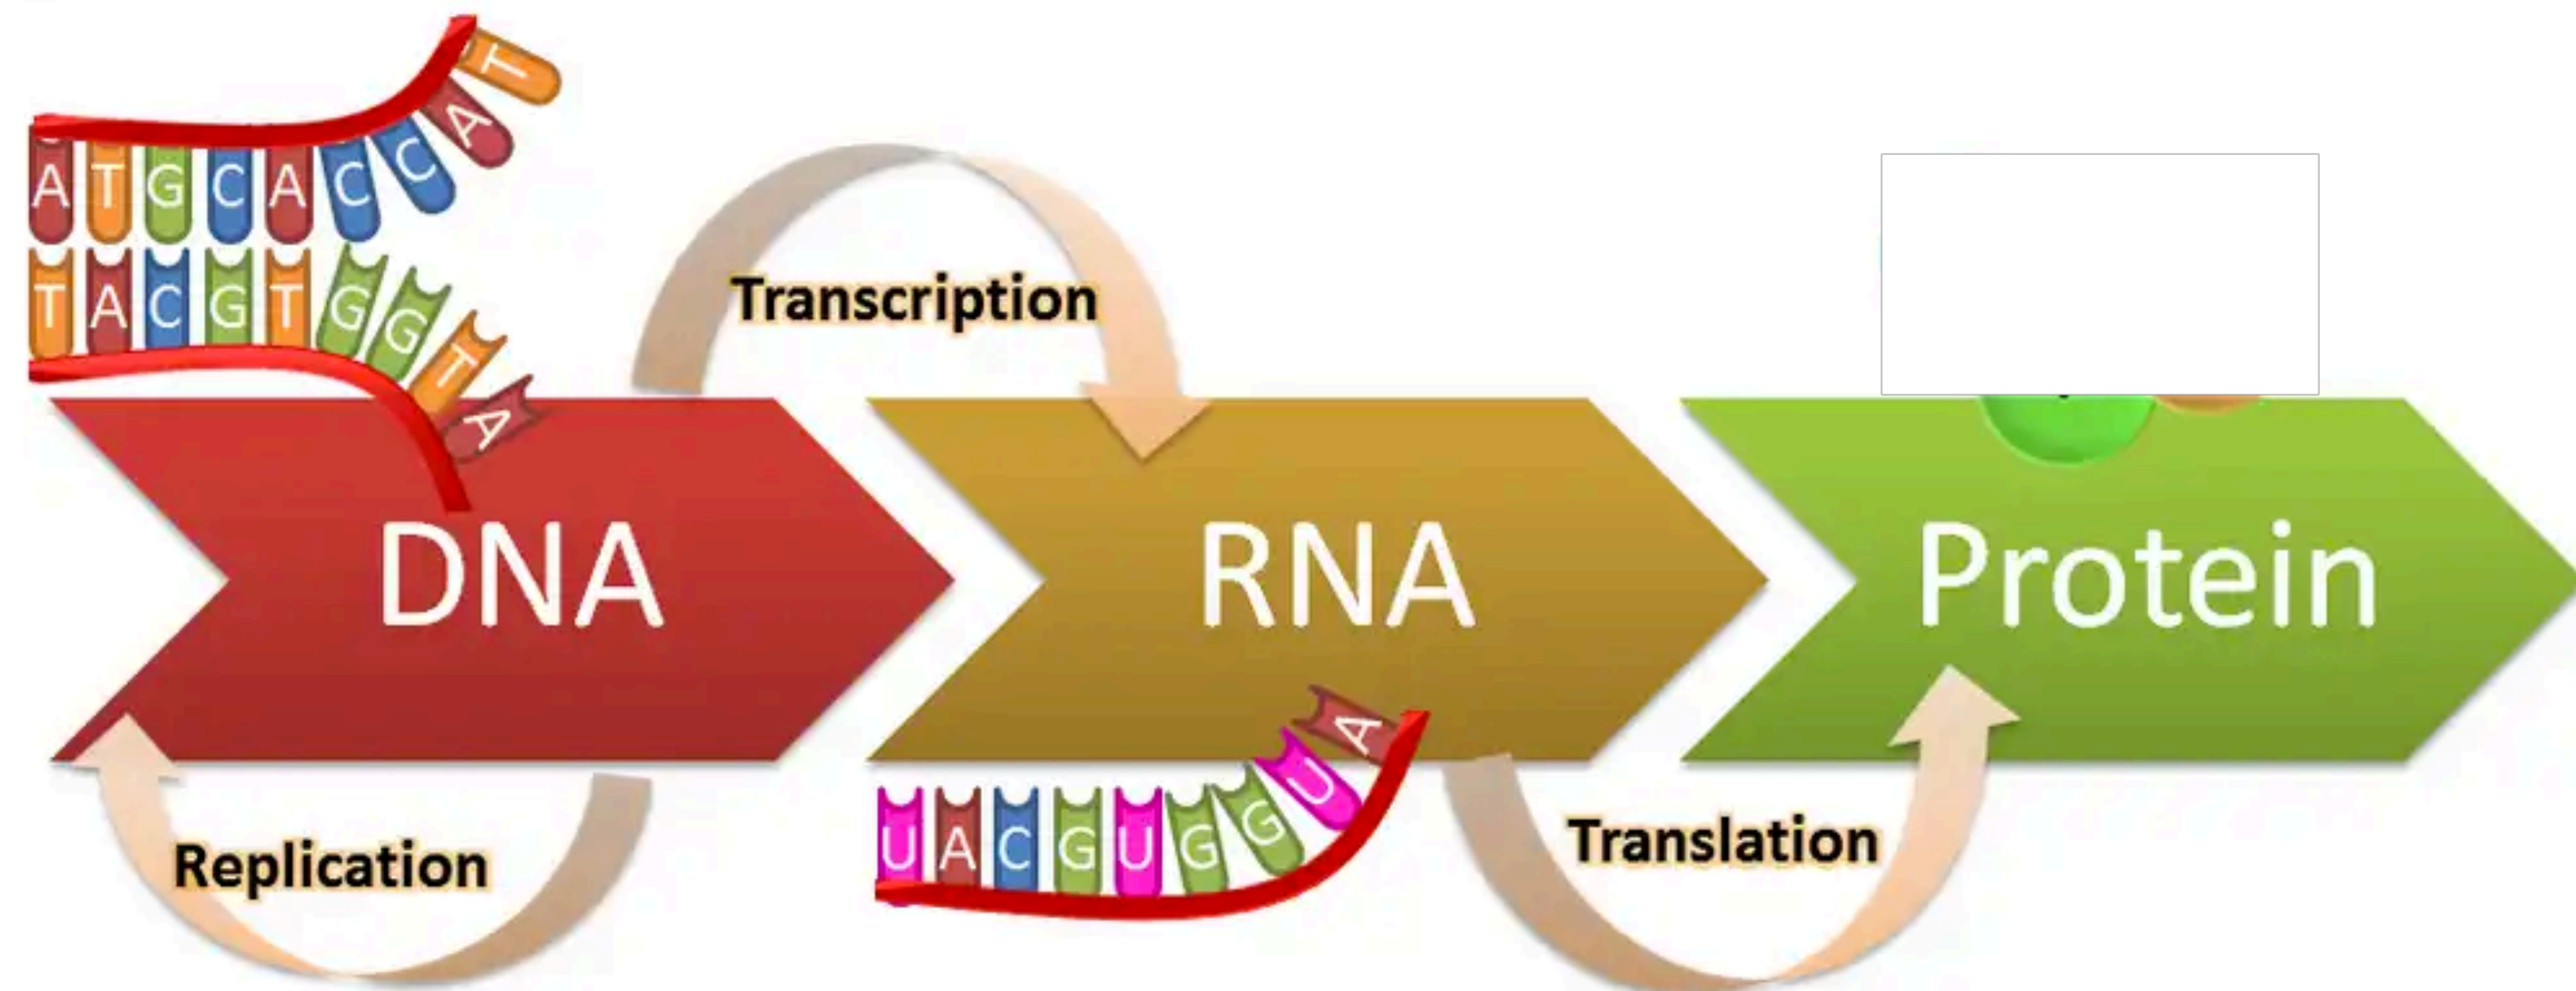 ATGCACCAT
TACGTGGTA
Transcription
DNA
RNA
Protein
UACGUGGUA
Replication
Translation